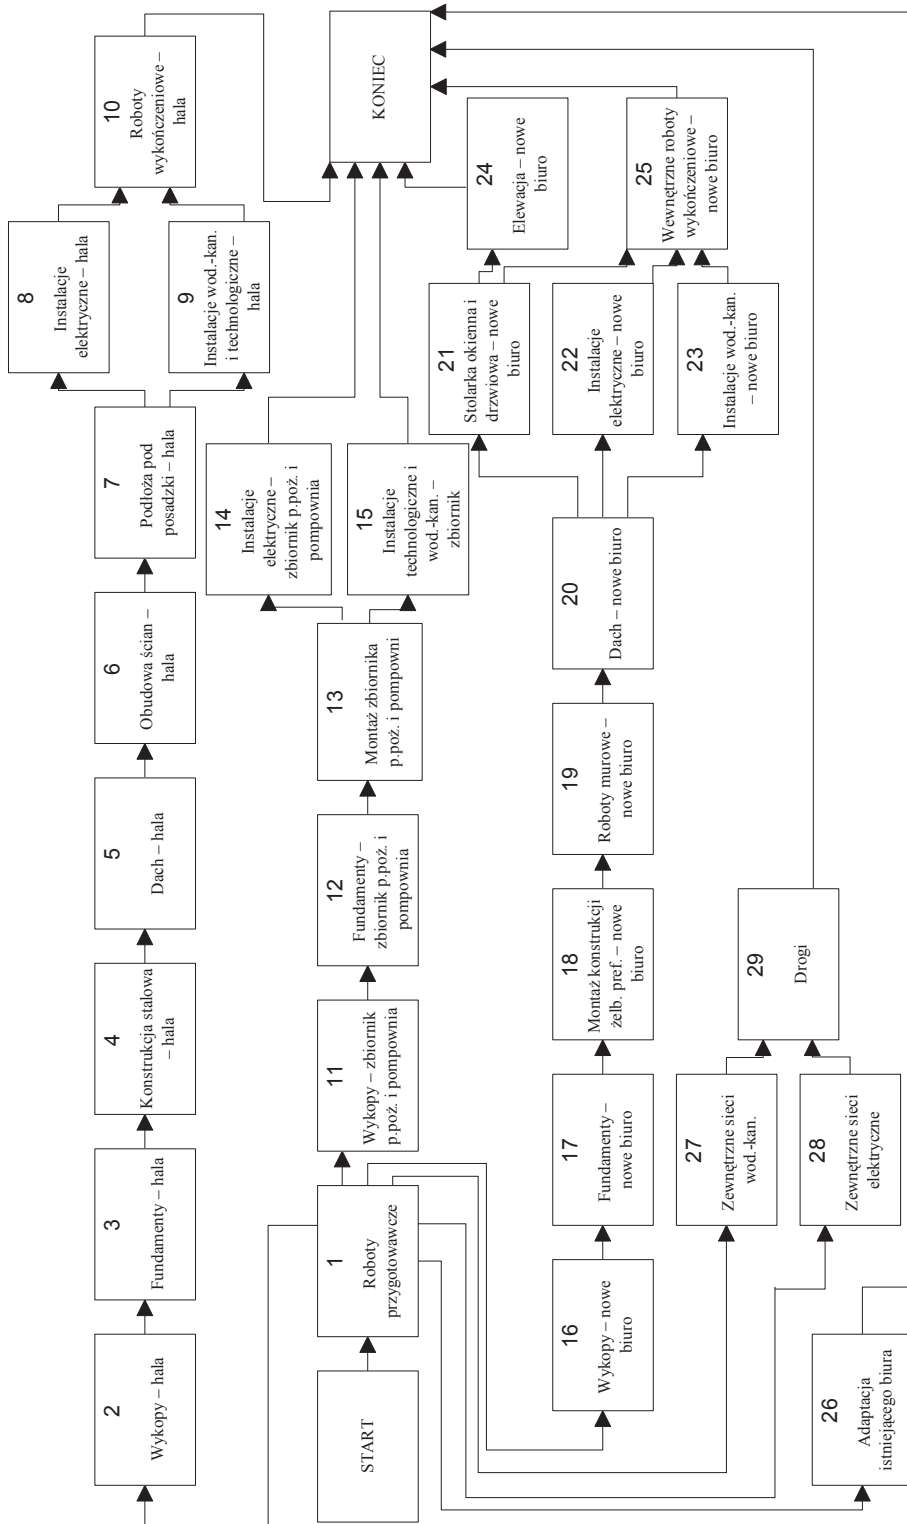 START
1
Roboty
przygotowawcze
2
Wykopy – hala
3
Fundamenty – hala
4
Konstrukcja stalowa
– hala
5
Dach – hala
6
Obudowa ścian –
hala
7
Podłoża pod
posadzki – hala
8
Instalacje
elektryczne – hala
9
Instalacje wod.-kan.
i technologiczne –
hala
10
Roboty
wykończeniowe –
hala
11
Wykopy – zbiornik
p.poż. i pompownia
12
Fundamenty –
zbiornik p.poż. i
pompownia
13
Montaż zbiornika
p.poż. i pompowni
14
Instalacje
elektryczne –
zbiornik p.poż. i
pompownia
15
Instalacje
technologiczne i
wod.-kan. –
zbiornik
16
Wykopy – nowe
biuro
17
Fundamenty –
nowe biuro
18
Montaż konstrukcji
żelb. pref. – nowe
biuro
19
Roboty murowe –
nowe biuro
20
Dach – nowe biuro
21
Stolarka okienna i
drzwiowa – nowe
biuro
22
Instalacje
elektryczne – nowe
biuro
23
Instalacje wod.-kan.
– nowe biuro
24
Elewacja – nowe
biuro
25
Wewnętrzne roboty
wykończeniowe –
nowe biuro
26
Adaptacja
istniejącego biura
27
Zewnętrzne sieci
wod.-kan.
28
Zewnętrzne sieci
elektryczne
29
Drogi
KONIEC